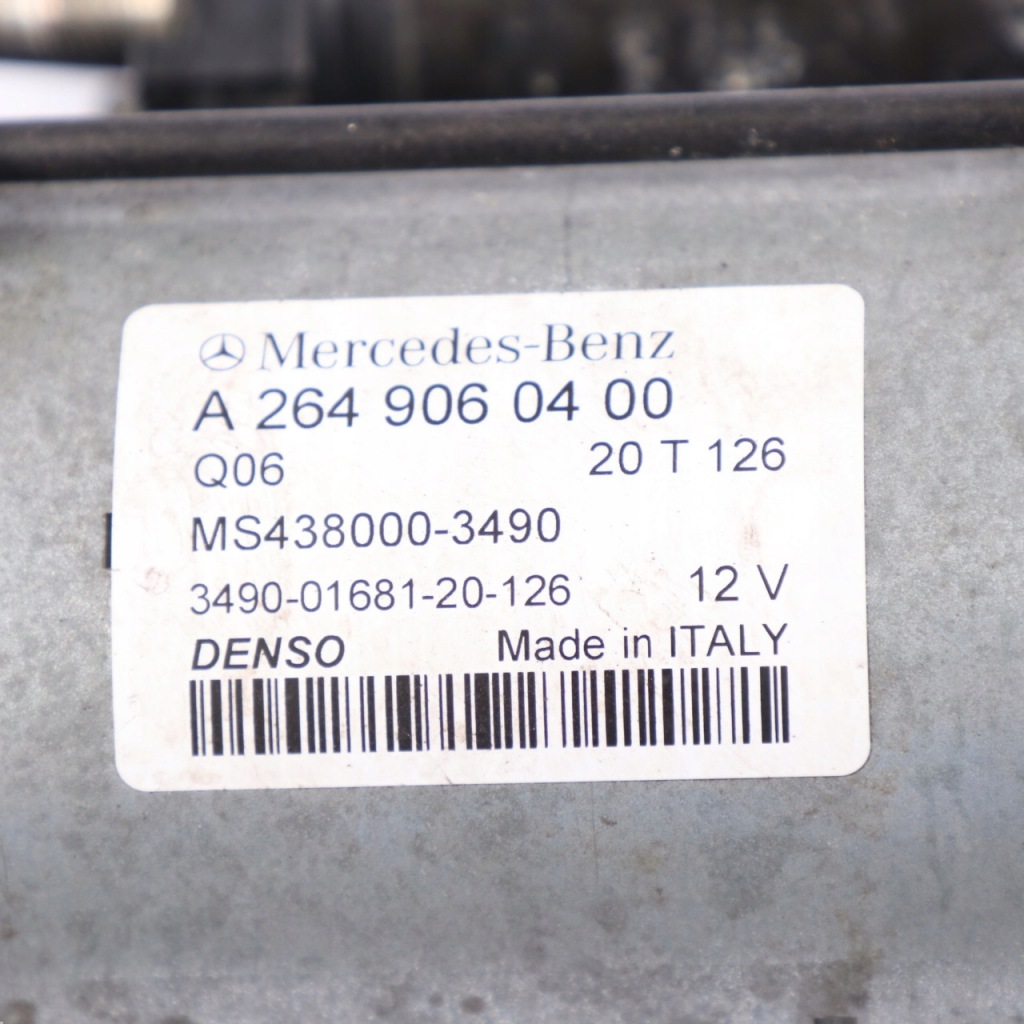 Mercedes-Benz
A 264 906 04 00
Q06 20 T 126
MS438000-3490
3490-01681-20-126 12 V
DENSO Made in ITALY